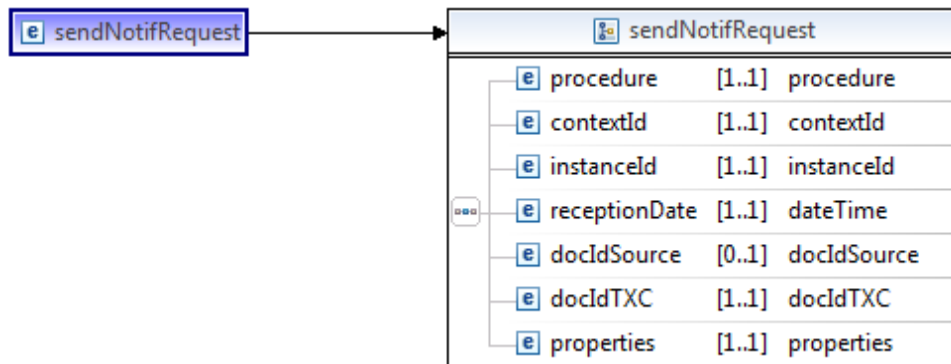 sendNotifRequest
sendNotifRequest
procedure [1..1] procedure
contextId [1..1] contextId
instanceId [1..1] instanceId
receptionDate [1..1] dateTime
docIdSource [0..1] docIdSource
docIdTXC [1..1] docIdTXC
properties [1..1] properties